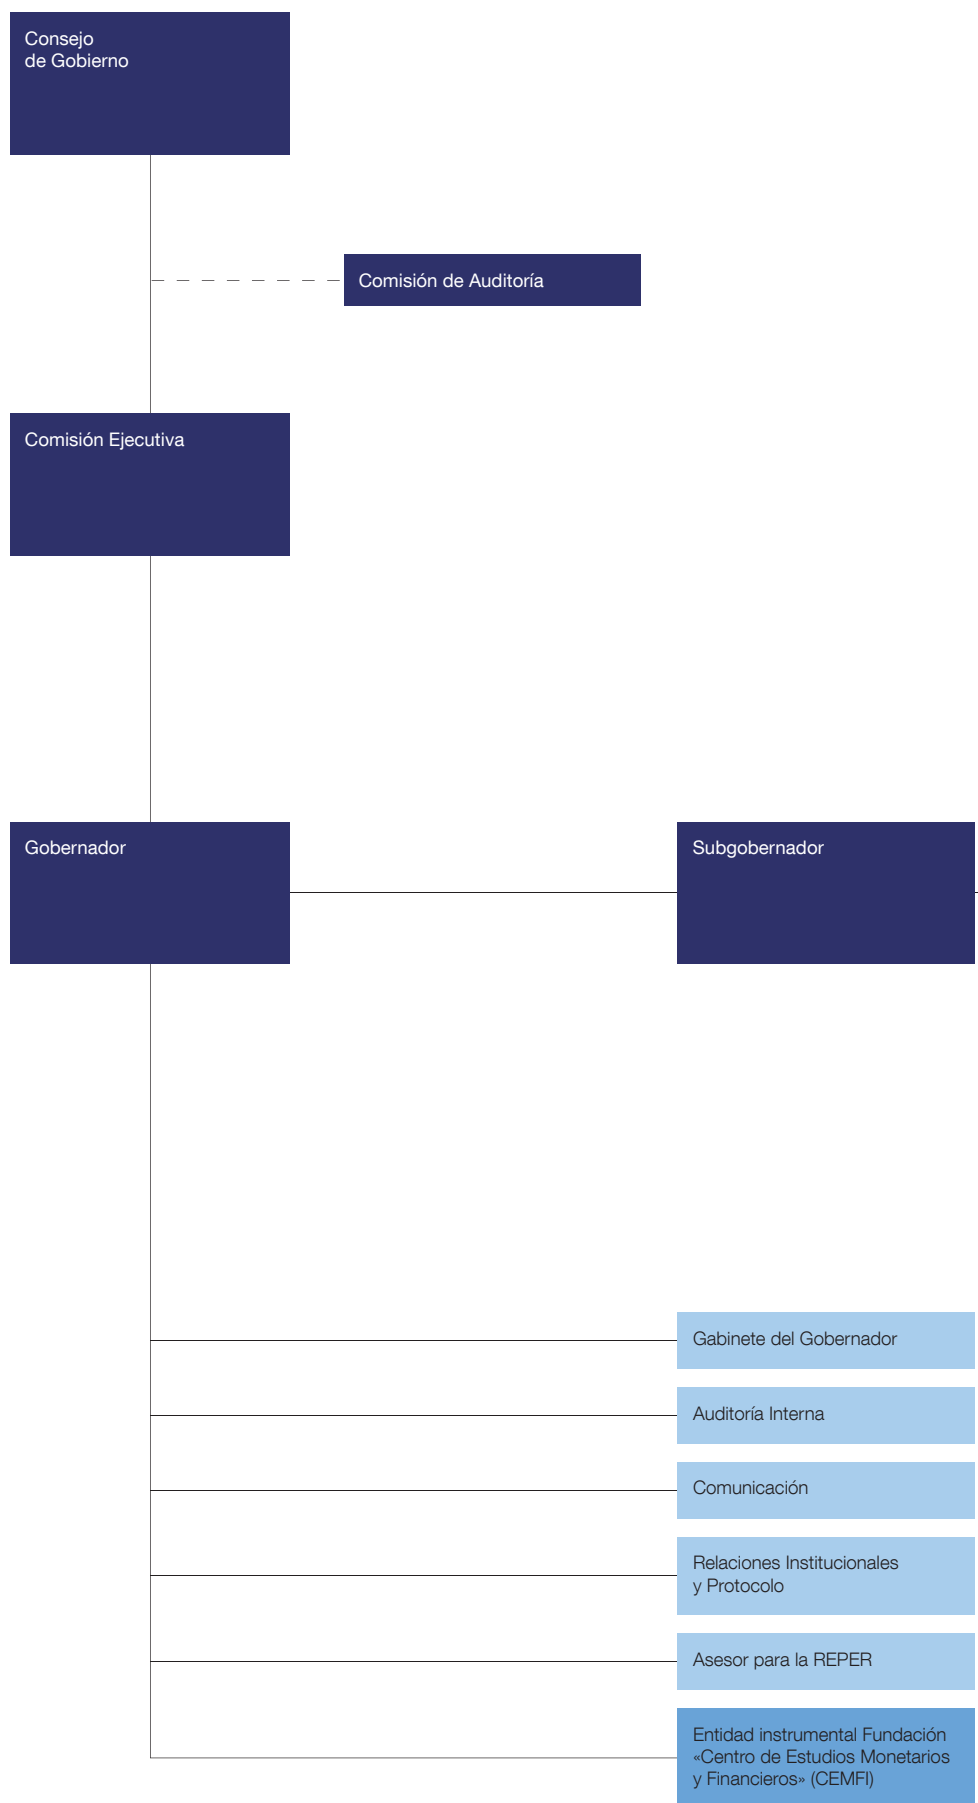 Consejo
de Gobierno
Comisión de Auditoría
Comisión Ejecutiva
Gobernador
Subgobernador
Gabinete del Gobernador
Auditoría Interna
Comunicación
Relaciones Institucionales
y Protocolo
Asesor para la REPER
Entidad instrumental Fundación
«Centro de Estudios Monetarios
y Financieros» (CEMFI)